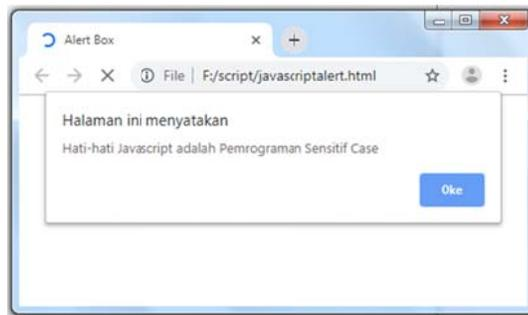 Alert Box
File | F:/script/javascriptalert.html
Halaman ini menyatakan
Hati-hati Javascript adalah Pemrograman Sensitif Case
Oke